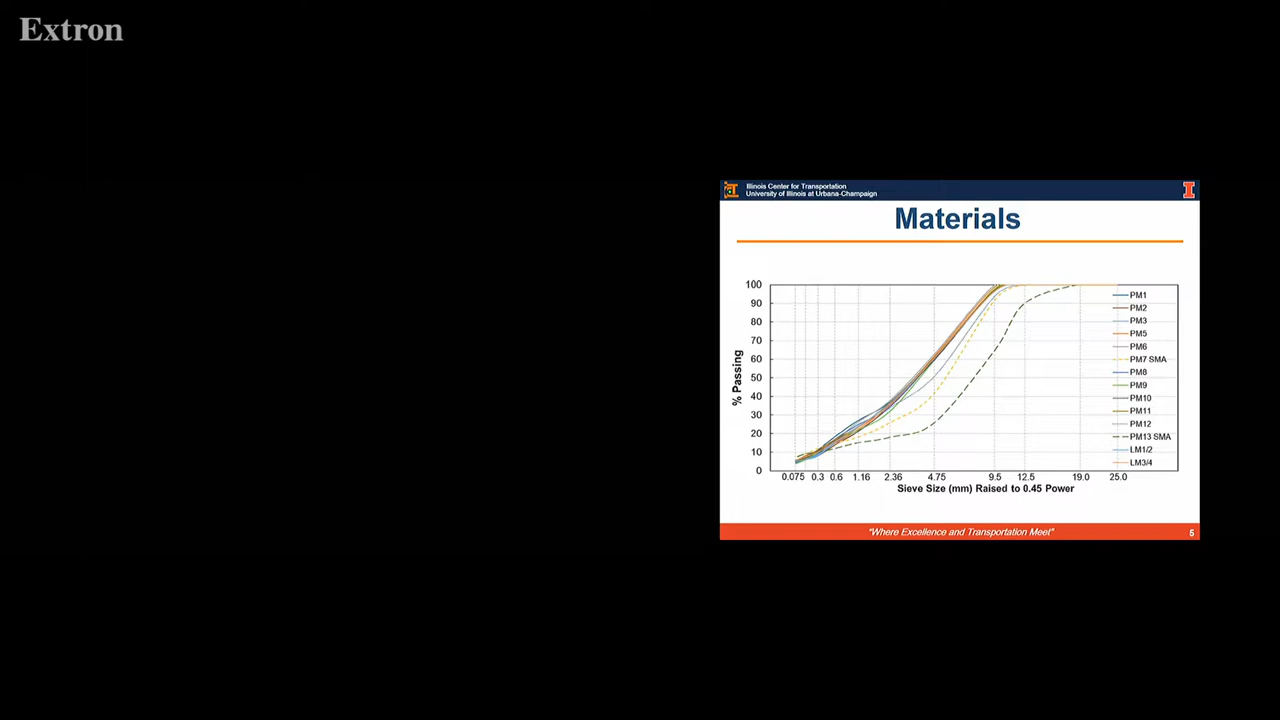 Extron
Illinois Center for Transportation
University of Illinois at Urbana-Champaign
Materials
100
90
80
70
60
50
40
30
20
10
0
% Passing
0.075 0.3 0.6 1.16 2.36 4.75 9.5 12.5 19.0 25.0
Sieve Size (mm) Raised to 0.45 Power
PM1
PM2
PM3
PM5
PM6
PM7 SMA
PM8
PM9
PM10
PM11
PM12
PM13 SMA
LM1/2
LM3/4
"Where Excellence and Transportation Meet"
5